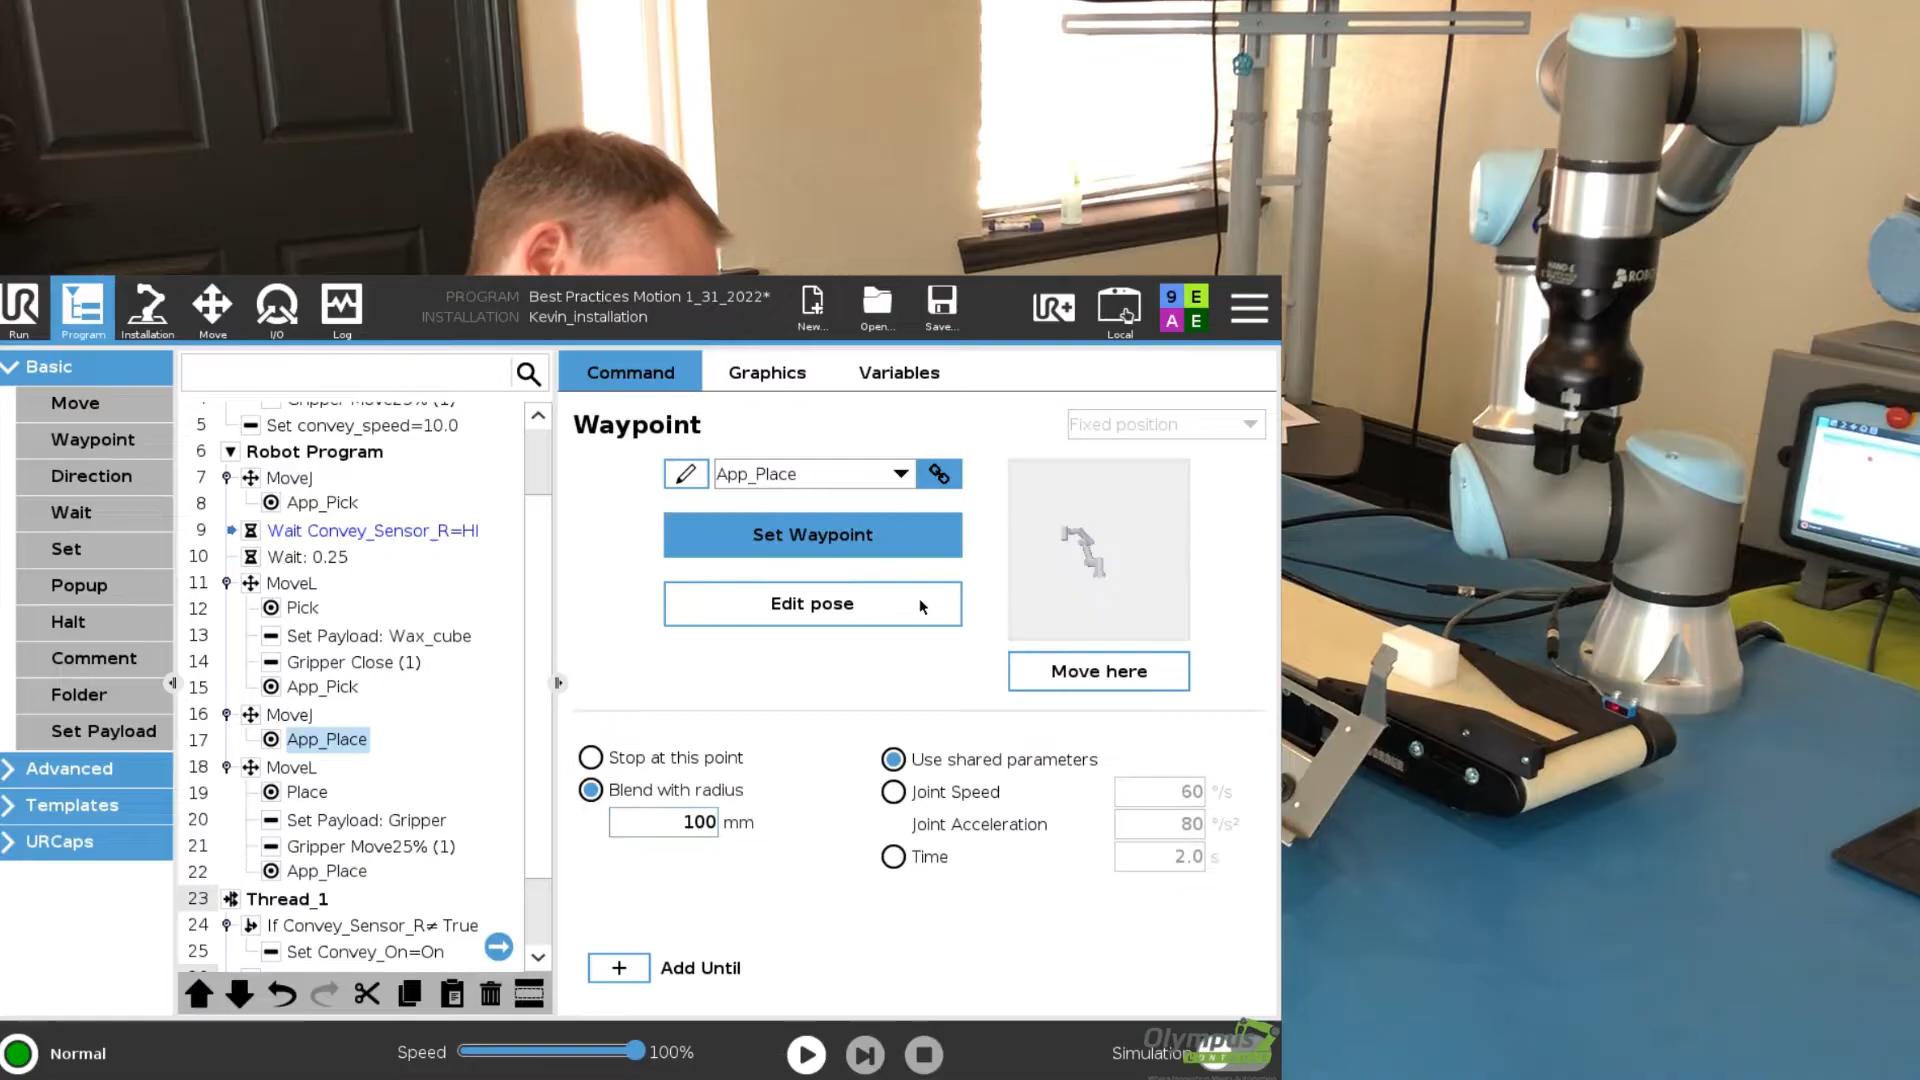 HAND-E
ROBO
Run
Program
Installation
Move
I/O
Log
PROGRAM Best Practices Motion 1_31_2022*
INSTALLATION Kevin_installation
New...
Open...
Save...
UR+
Local
9 E
A E
Basic
Move
Waypoint
Direction
Wait
Set
Popup
Halt
Comment
Folder
Set Payload
Advanced
Templates
URCaps
Gripper Move25% (1)
5 Set convey_speed=10.0
6 Robot Program
7 MoveJ
8 App_Pick
9 Wait Convey_Sensor_R=HI
10 Wait: 0.25
11 MoveL
12 Pick
13 Set Payload: Wax_cube
14 Gripper Close (1)
15 App_Pick
16 MoveJ
17 App_Place
18 MoveL
19 Place
20 Set Payload: Gripper
21 Gripper Move25% (1)
22 App_Place
23 Thread_1
24 If Convey_Sensor_R≠ True
25 Set Convey_On=On
Command
Graphics
Variables
Waypoint
Fixed position
App_Place
Set Waypoint
Edit pose
Move here
Stop at this point
Blend with radius
100 mm
Use shared parameters
Joint Speed 60 °/s
Joint Acceleration 80 °/s²
Time 2.0 s
+ Add Until
Normal
Speed 100%
Simulation
Olympus